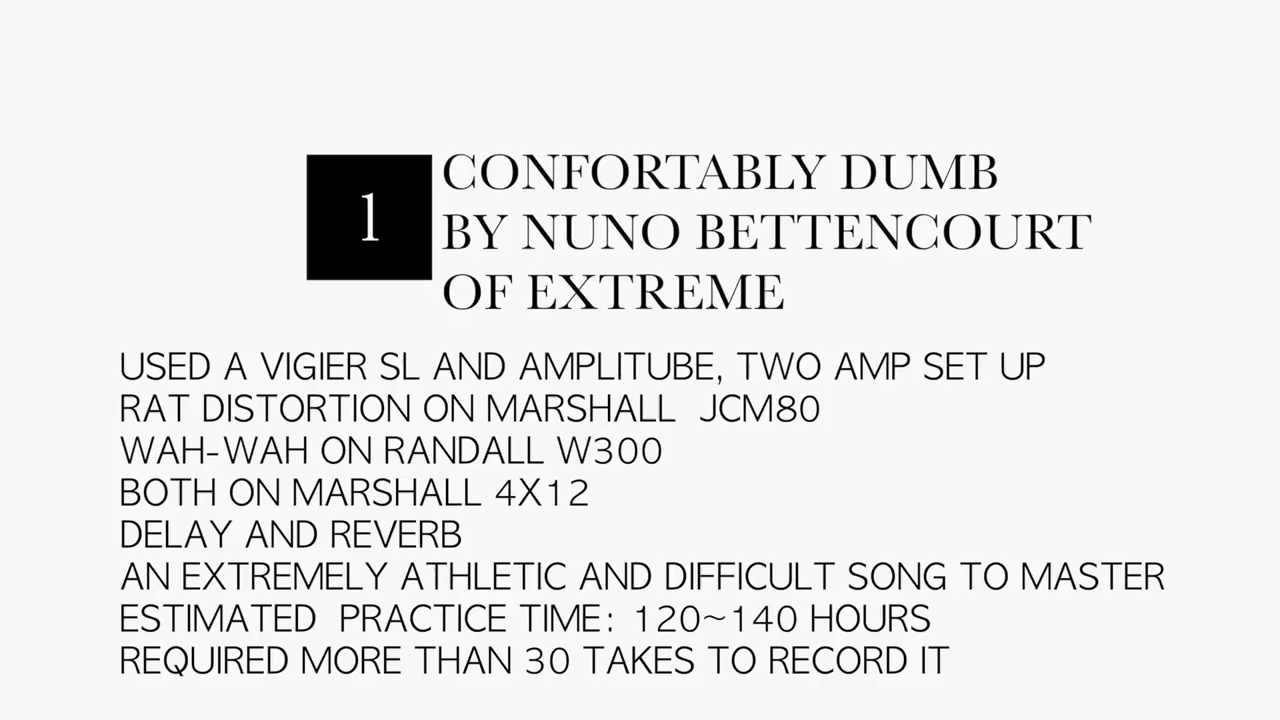 1
CONFORTABLY DUMB
BY NUNO BETTENCOURT
OF EXTREME
USED A VIGIER SL AND AMPLITUBE, TWO AMP SET UP
RAT DISTORTION ON MARSHALL  JCM80
WAH-WAH ON RANDALL W300
BOTH ON MARSHALL 4X12
DELAY AND REVERB
AN EXTREMELY ATHLETIC AND DIFFICULT SONG TO MASTER
ESTIMATED  PRACTICE TIME: 120~140 HOURS
REQUIRED MORE THAN 30 TAKES TO RECORD IT